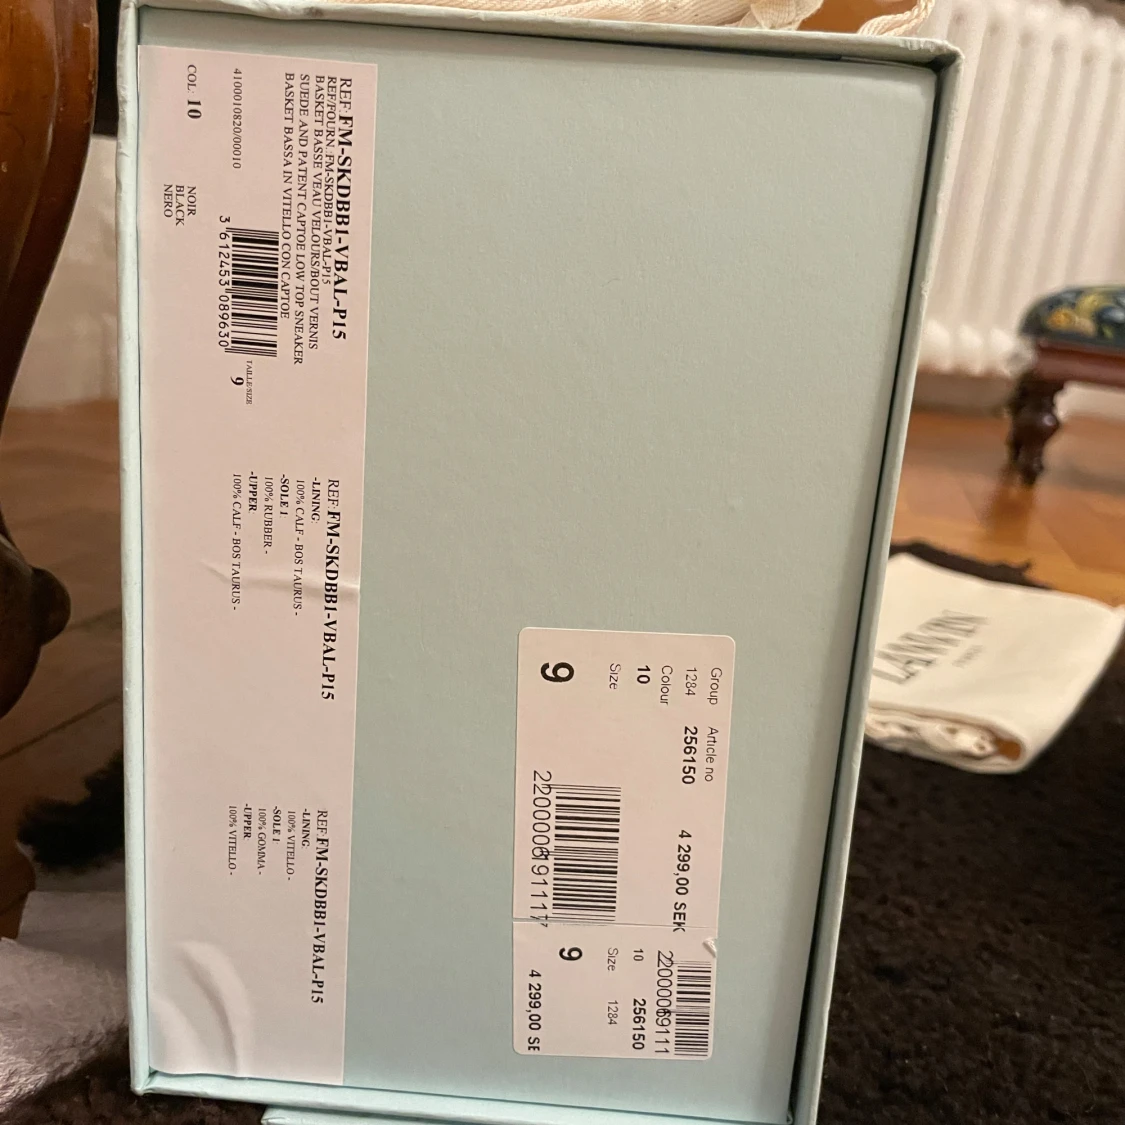 REF:FM-SKDBB1-VBAL-P15
REF/FOURN.:FM-SKDBB1-VBAL-P15
BASKET BASSE VEAU VELOURS/BOUT VERNIS
SUEDE AND PATENT CAPTOE LOW TOP SNEAKER
BASKET BASSA IN VITELLO CON CAPTOE
4100010820/00010
3 612453 089630
TAILLE/SIZE
9
COL: 10
NOIR
BLACK
NERO
REF:FM-SKDBB1-VBAL-P15
-LINING:
100% CALF - BOS TAURUS -
-SOLE 1:
100% RUBBER -
-UPPER:
100% CALF - BOS TAURUS -
REF:FM-SKDBB1-VBAL-P15
-LINING:
100% VITELLO -
-SOLE 1:
100% GOMMA -
-UPPER:
100% VITELLO -
Group Article no
1284 256150 4 299,00 SEK
Colour
10
Size
9
2200006191117
22000069111
10 256150
Size 1284
9 4 299,00 SE
LANVIN